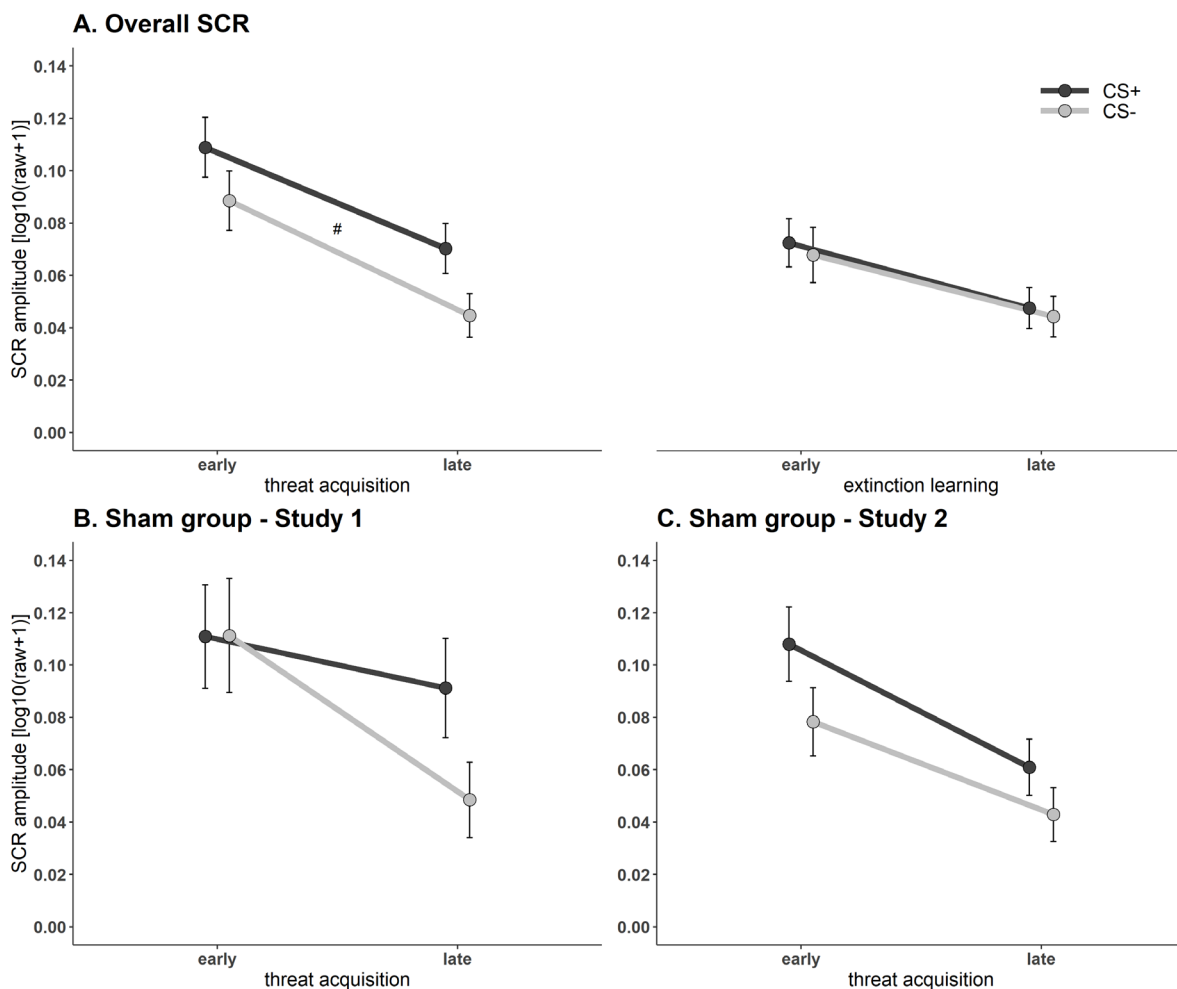 A. Overall SCR
SCR amplitude [log10(raw+1)]
0.14
0.12
0.10
0.08
0.06
0.04
0.02
0.00
#
early
late
threat acquisition
CS+
CS-
early
late
extinction learning
B. Sham group - Study 1
SCR amplitude [log10(raw+1)]
0.14
0.12
0.10
0.08
0.06
0.04
0.02
0.00
early
late
threat acquisition
C. Sham group - Study 2
0.14
0.12
0.10
0.08
0.06
0.04
0.02
0.00
early
late
threat acquisition